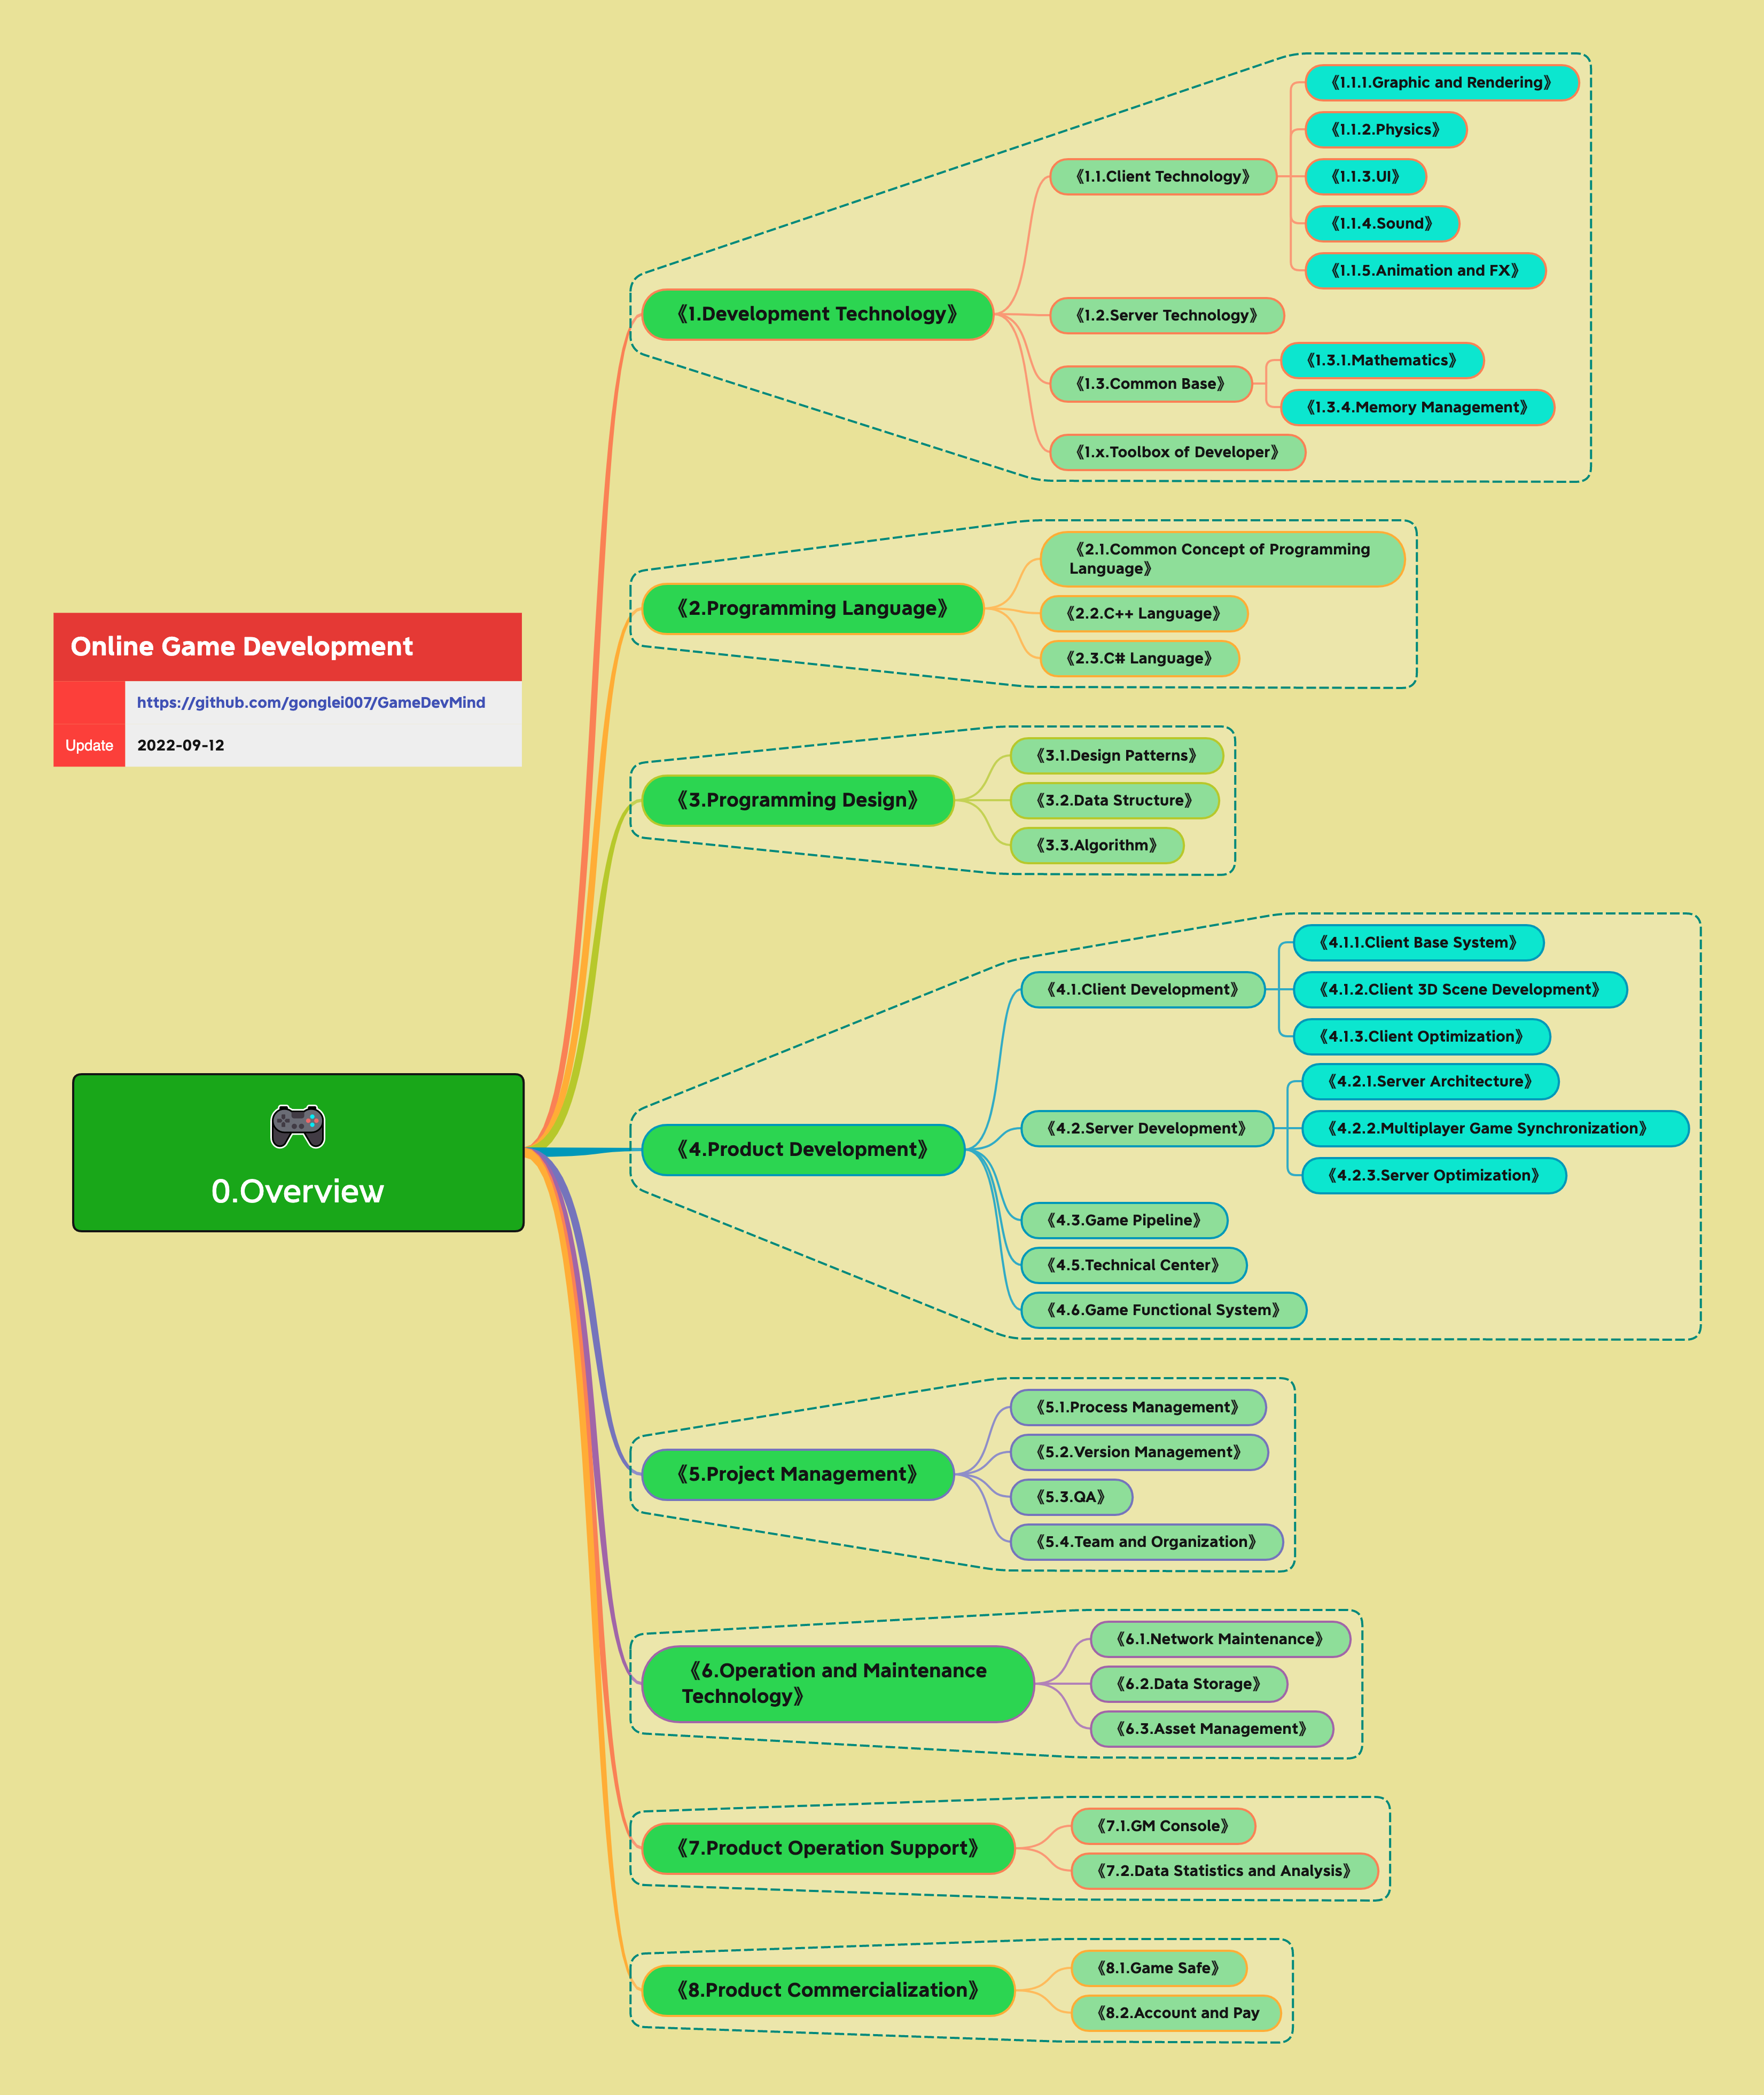 Online Game Development
https://github.com/gonglei007/GameDevMind
Update 2022-09-12
0.Overview
《1.Development Technology》
《1.1.Client Technology》
《1.1.1.Graphic and Rendering》
《1.1.2.Physics》
《1.1.3.UI》
《1.1.4.Sound》
《1.1.5.Animation and FX》
《1.2.Server Technology》
《1.3.Common Base》
《1.3.1.Mathematics》
《1.3.4.Memory Management》
《1.x.Toolbox of Developer》
《2.Programming Language》
《2.1.Common Concept of Programming
Language》
《2.2.C++ Language》
《2.3.C# Language》
《3.Programming Design》
《3.1.Design Patterns》
《3.2.Data Structure》
《3.3.Algorithm》
《4.Product Development》
《4.1.Client Development》
《4.1.1.Client Base System》
《4.1.2.Client 3D Scene Development》
《4.1.3.Client Optimization》
《4.2.Server Development》
《4.2.1.Server Architecture》
《4.2.2.Multiplayer Game Synchronization》
《4.2.3.Server Optimization》
《4.3.Game Pipeline》
《4.5.Technical Center》
《4.6.Game Functional System》
《5.Project Management》
《5.1.Process Management》
《5.2.Version Management》
《5.3.QA》
《5.4.Team and Organization》
《6.Operation and Maintenance
Technology》
《6.1.Network Maintenance》
《6.2.Data Storage》
《6.3.Asset Management》
《7.Product Operation Support》
《7.1.GM Console》
《7.2.Data Statistics and Analysis》
《8.Product Commercialization》
《8.1.Game Safe》
《8.2.Account and Pay